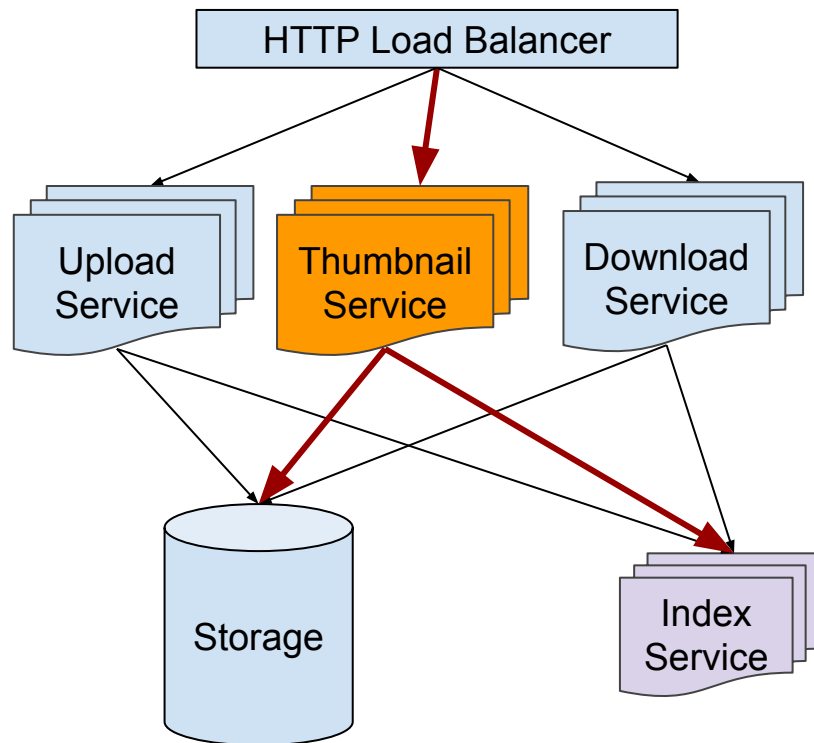 HTTP Load Balancer
Upload
Service
Thumbnail
Service
Download
Service
Storage
Index
Service